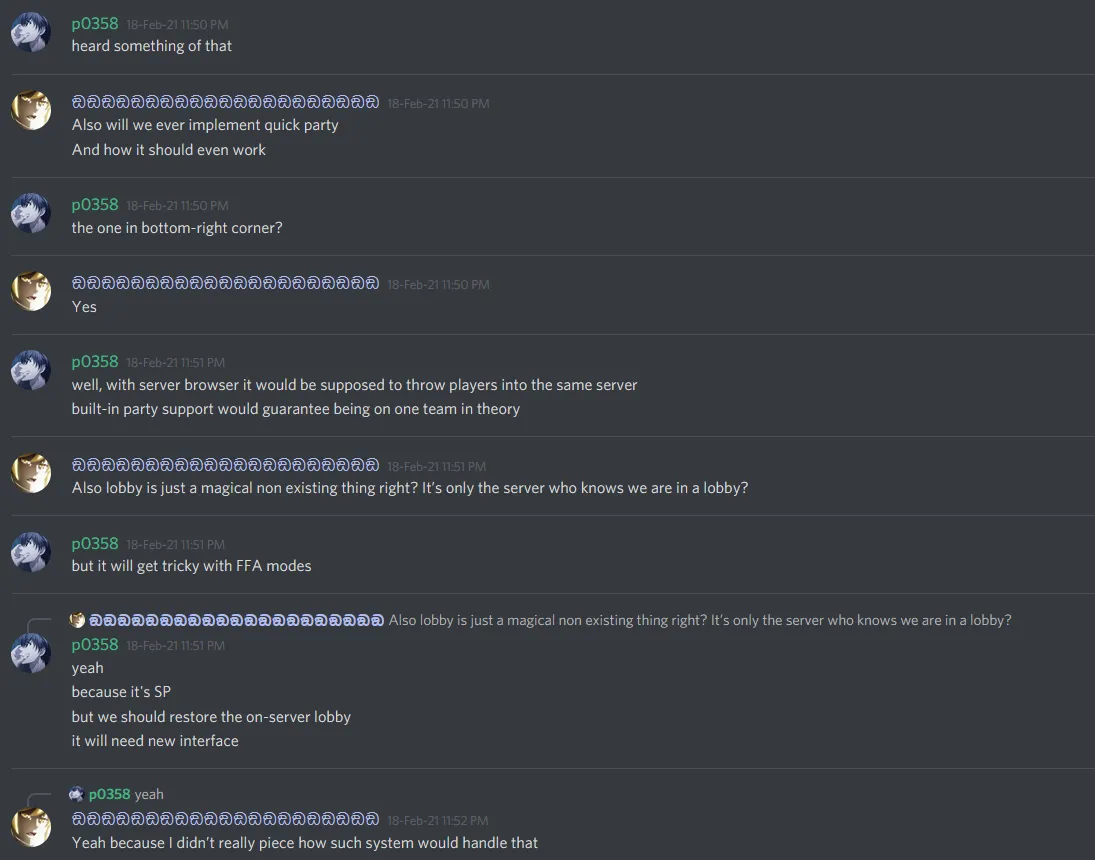 p0358 18-Feb-21 11:50 PM
heard something of that
ඞඞඞඞඞඞඞඞඞඞඞඞඞඞඞඞඞඞඞඞඞ 18-Feb-21 11:50 PM
Also will we ever implement quick party
And how it should even work
p0358 18-Feb-21 11:50 PM
the one in bottom-right corner?
ඞඞඞඞඞඞඞඞඞඞඞඞඞඞඞඞඞඞඞඞඞ 18-Feb-21 11:50 PM
Yes
p0358 18-Feb-21 11:51 PM
well, with server browser it would be supposed to throw players into the same server
built-in party support would guarantee being on one team in theory
ඞඞඞඞඞඞඞඞඞඞඞඞඞඞඞඞඞඞඞඞඞ 18-Feb-21 11:51 PM
Also lobby is just a magical non existing thing right? It’s only the server who knows we are in a lobby?
p0358 18-Feb-21 11:51 PM
but it will get tricky with FFA modes
ඞඞඞඞඞඞඞඞඞඞඞඞඞඞඞඞඞඞඞඞඞ Also lobby is just a magical non existing thing right? It’s only the server who knows we are in a lobby?
p0358 18-Feb-21 11:51 PM
yeah
because it's SP
but we should restore the on-server lobby
it will need new interface
p0358 yeah
ඞඞඞඞඞඞඞඞඞඞඞඞඞඞඞඞඞඞඞඞඞ 18-Feb-21 11:52 PM
Yeah because I didn’t really piece how such system would handle that